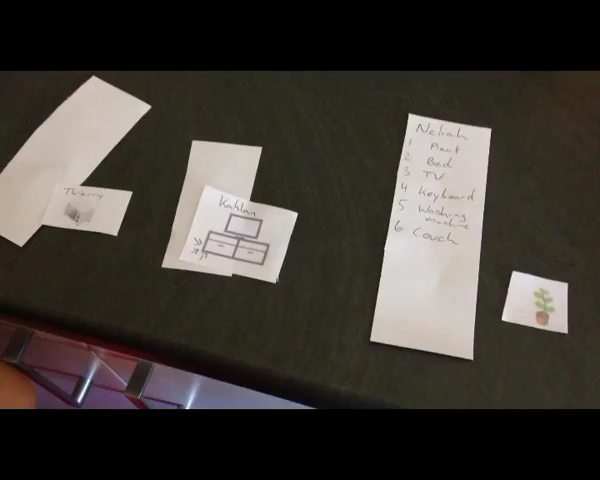 Thierry
Kahlan
Neliah
1 Plant
2 Bed
3 TV
4 Keyboard
5 Washing
machine
6 Couch